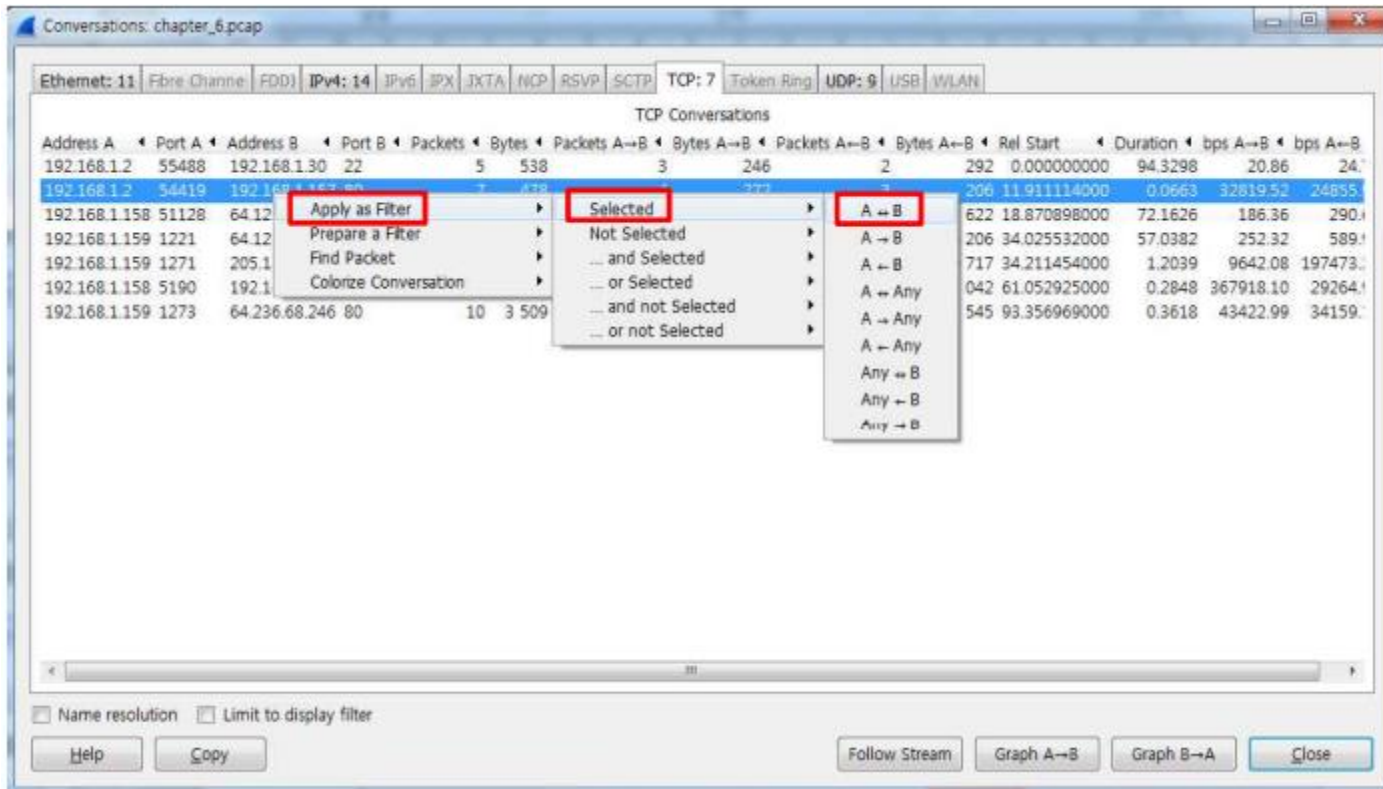 Conversations: chapter_6.pcap
Ethernet: 11 Fibre Channe FDDI IPv4: 14 IPv6 IPX JXTA NCP RSVP SCTP TCP: 7 Token Ring UDP: 9 USB WLAN
TCP Conversations
Address A Port A Address B Port B Packets Bytes Packets A→B Bytes A→B Packets A←B Bytes A←B Rel Start Duration bps A→B bps A←B
192.168.1.2 55488 192.168.1.30 22 5 538 3 246 2 292 0.000000000 94.3298 20.86 24.
192.168.1.2 54419 206 11.911114000 0.0663 32819.52 24855.
192.168.1.158 51128 64.12 622 18.870898000 72.1626 186.36 290.
192.168.1.159 1221 64.12 206 34.025532000 57.0382 252.32 589.
192.168.1.159 1271 205.1 717 34.211454000 1.2039 9642.08 197473.
192.168.1.158 5190 192.1 042 61.052925000 0.2848 367918.10 29264.
192.168.1.159 1273 64.236.68.246 80 10 3 509 545 93.356969000 0.3618 43422.99 34159.
Apply as Filter
Prepare a Filter
Find Packet
Colorize Conversation
Selected
Not Selected
... and Selected
... or Selected
... and not Selected
... or not Selected
A ↔ B
A → B
A ← B
A ↔ Any
A → Any
A ← Any
Any ↔ B
Any ← B
Any → B
Name resolution Limit to display filter
Help Copy Follow Stream Graph A→B Graph B→A Close